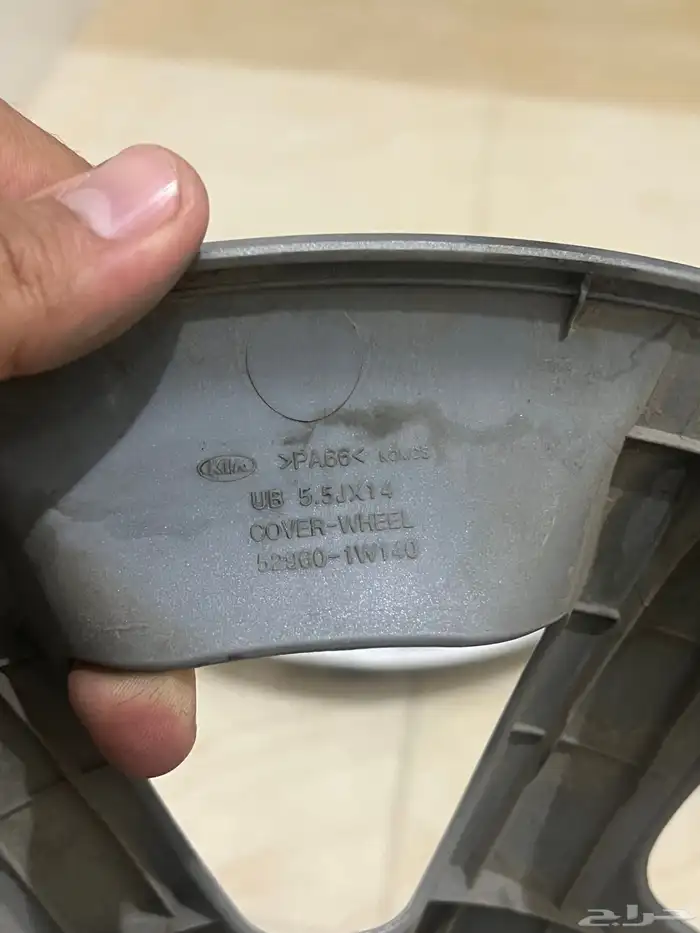 KIA >PA66<
UB 5.5JX14
COVER-WHEEL
52960-1W140
حراج